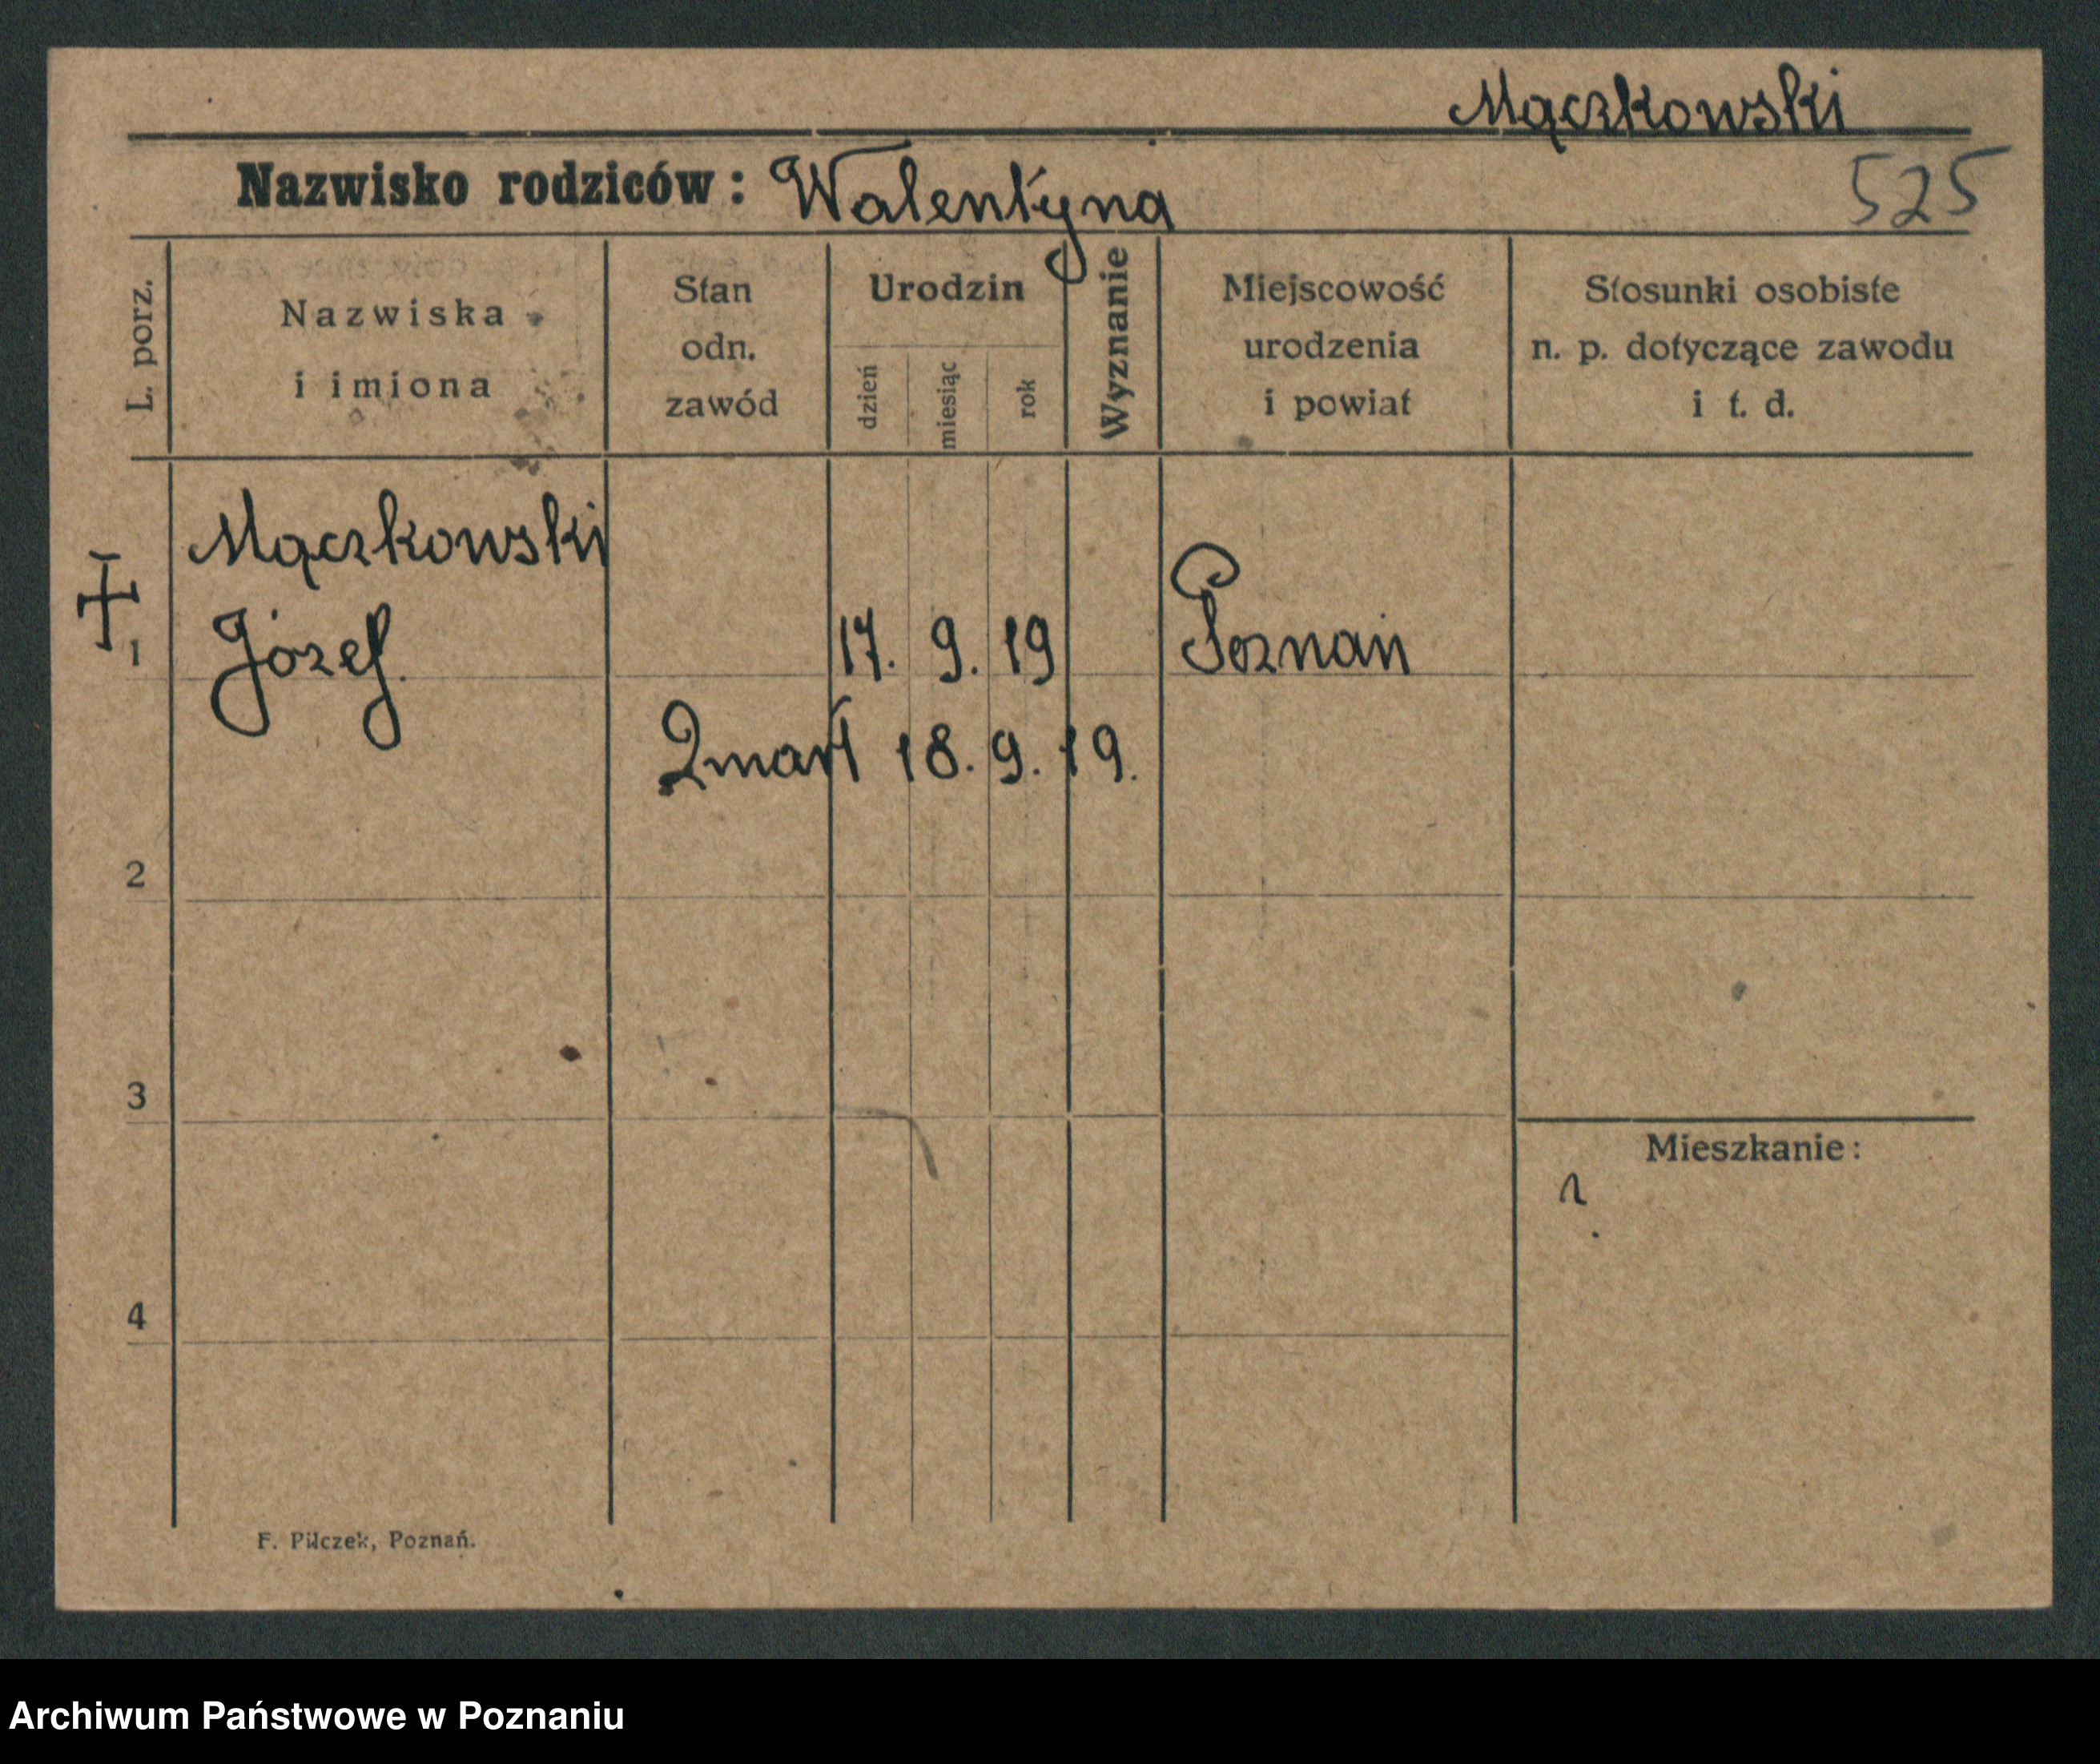 Mączkowski
Nazwisko rodziców: Walentyna
525
L. porz.
Nazwiska
i imiona
Stan
odn.
zawód
Urodzin
dzień
miesiąc
rok
Wyznanie
Miejscowość
urodzenia
i powiat
Stosunki osobiste
n. p. dotyczące zawodu
i t. d.
Mączkowski
1 Józef. 17. 9. 19 Poznań
Zmarł 18. 9. 19.
2
3
Mieszkanie:
?
4
F. Pilczek, Poznań.
Archiwum Państwowe w Poznaniu